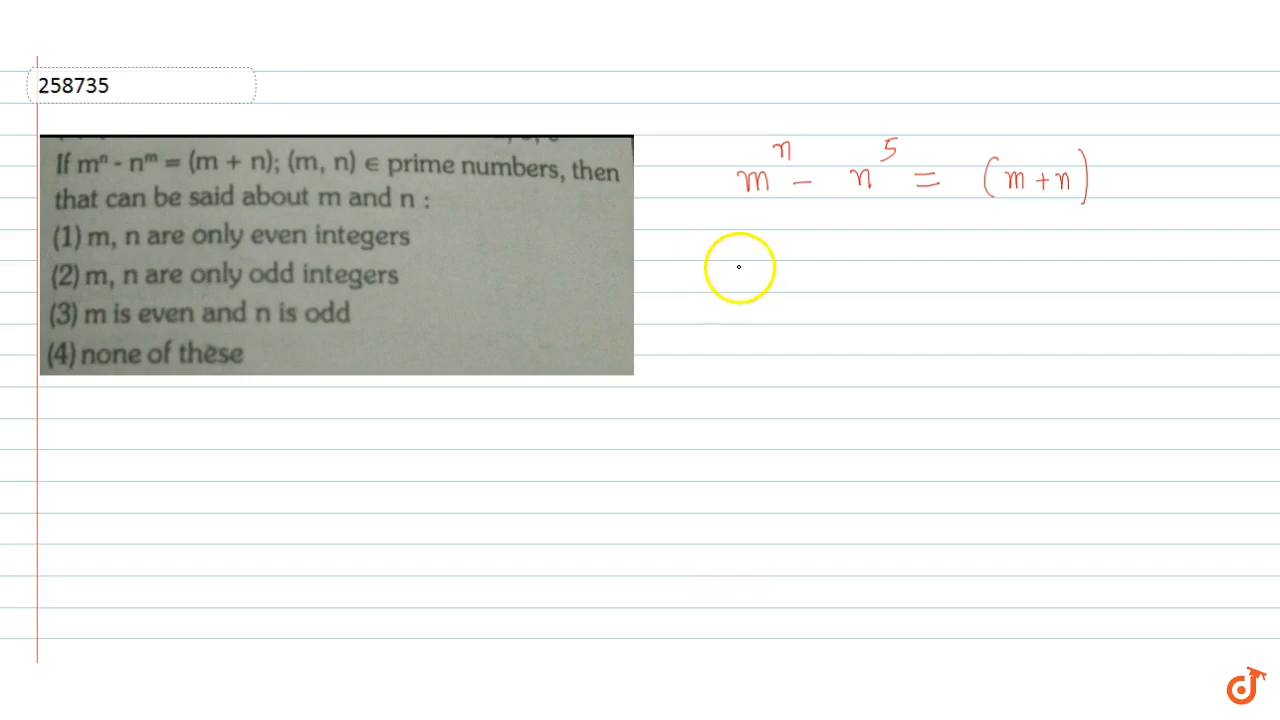 258735
If mⁿ - nᵐ = (m + n); (m, n) ∈ prime numbers, then
that can be said about m and n :
(1) m, n are only even integers
(2) m, n are only odd integers
(3) m is even and n is odd
(4) none of these
mⁿ - n⁵ = (m + n)